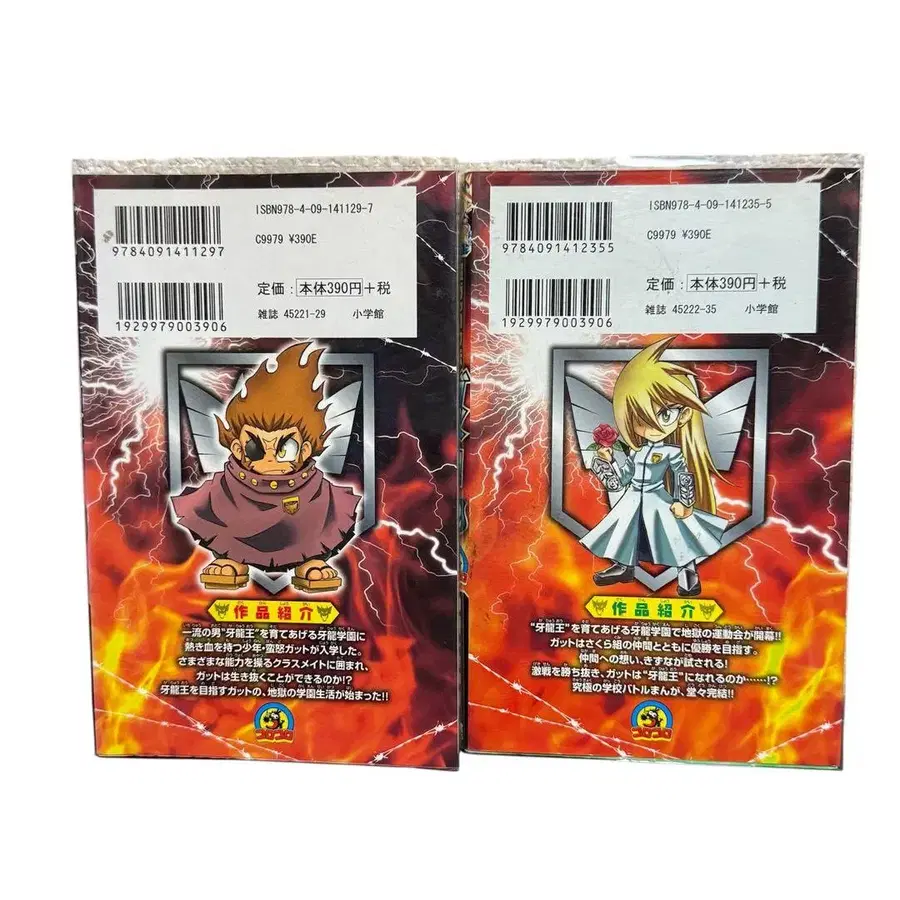 ISBN978-4-09-141129-7
C9979 ¥390E
9784091411297
定価：本体390円＋税
1929979003906
雑誌 45221-29 小学館
作品紹介
一流の男“牙龍王”を育てあげる牙龍学園に
熱き血を持つ少年・蛮怒ガットが入学した。
さまざまな能力を操るクラスメイトに囲まれ、
ガットは生き抜くことができるのか!?
牙龍王を目指すガットの、地獄の学園生活が始まった!!
コロコロ
ISBN978-4-09-141235-5
C9979 ¥390E
9784091412355
定価：本体390円＋税
1929979003906
雑誌 45222-35 小学館
作品紹介
“牙龍王”を育てあげる牙龍学園で地獄の運動会が開幕!!
ガットはさくら組の仲間とともに優勝を目指す。
仲間への想い、きずなが試される!
激戦を勝ち抜き、ガットは“牙龍王”になれるのか……!?
究極の学校バトルまんが、堂々完結!!
コロコロ